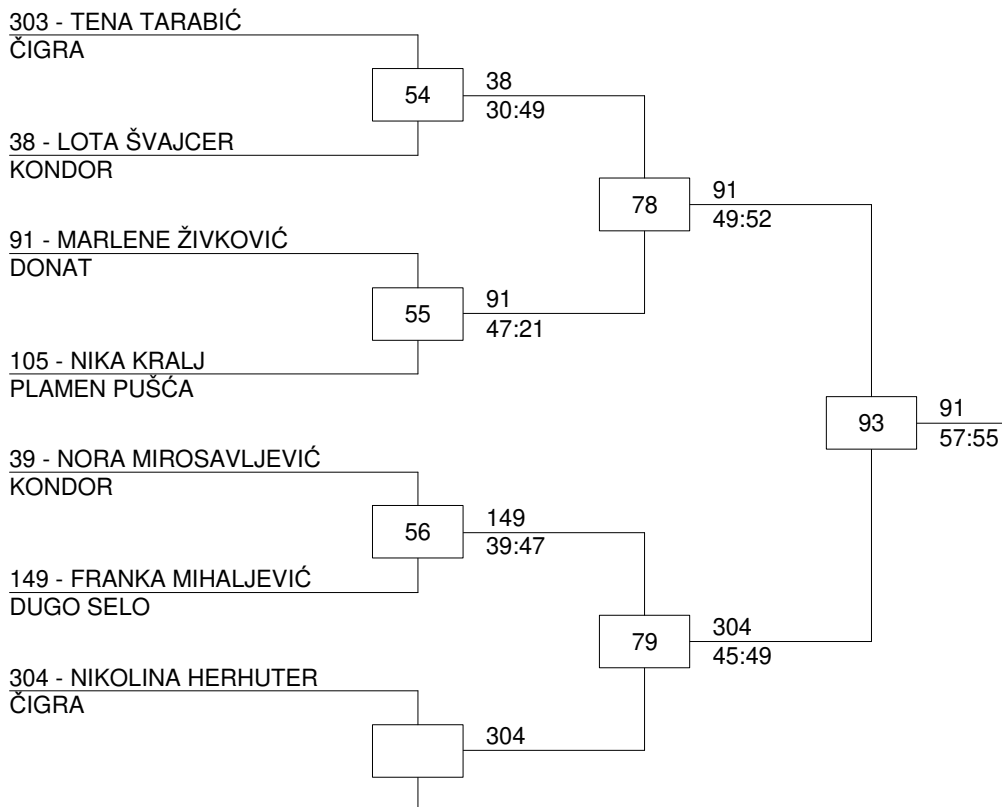 303 - TENA TARABIĆ
ČIGRA
54
38
30:49
38 - LOTA ŠVAJCER
KONDOR
78
91
49:52
91 - MARLENE ŽIVKOVIĆ
DONAT
55
91
47:21
105 - NIKA KRALJ
PLAMEN PUŠĆA
93
91
57:55
39 - NORA MIROSAVLJEVIĆ
KONDOR
56
149
39:47
149 - FRANKA MIHALJEVIĆ
DUGO SELO
79
304
45:49
304 - NIKOLINA HERHUTER
ČIGRA
304